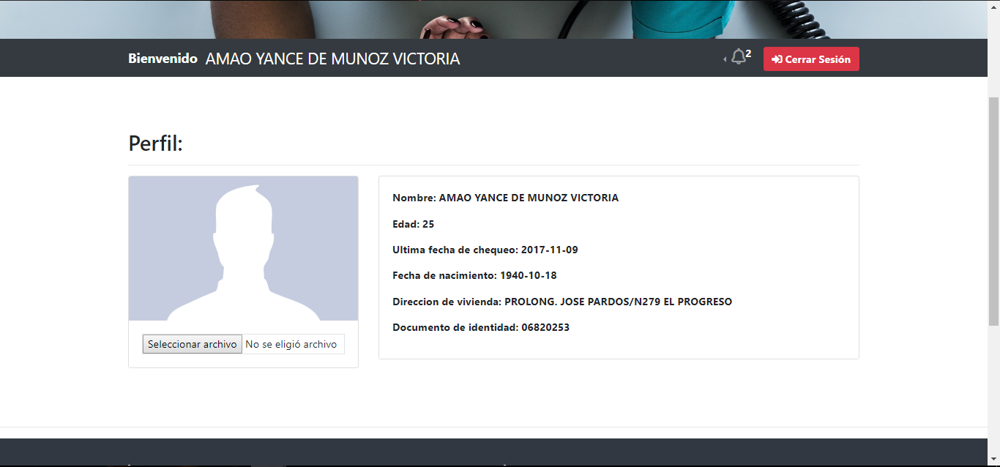 Bienvenido AMAO YANCE DE MUNOZ VICTORIA
2
Cerrar Sesión
Perfil:
Nombre: AMAO YANCE DE MUNOZ VICTORIA
Edad: 25
Ultima fecha de chequeo: 2017-11-09
Fecha de nacimiento: 1940-10-18
Direccion de vivienda: PROLONG. JOSE PARDOS/N279 EL PROGRESO
Documento de identidad: 06820253
Seleccionar archivo No se eligió archivo